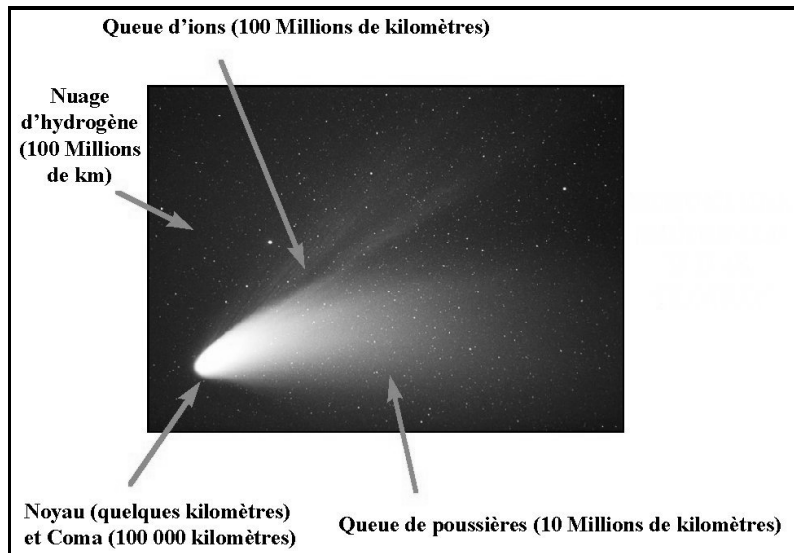 Queue d'ions (100 Millions de kilomètres)
Nuage
d'hydrogène
(100 Millions
de km)
Noyau (quelques kilomètres)
et Coma (100 000 kilomètres)
Queue de poussières (10 Millions de kilomètres)